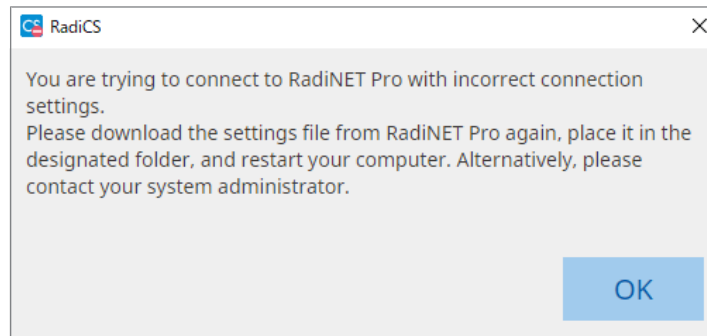 CS RadiCS
You are trying to connect to RadiNET Pro with incorrect connection
settings.
Please download the settings file from RadiNET Pro again, place it in the
designated folder, and restart your computer. Alternatively, please
contact your system administrator.
OK